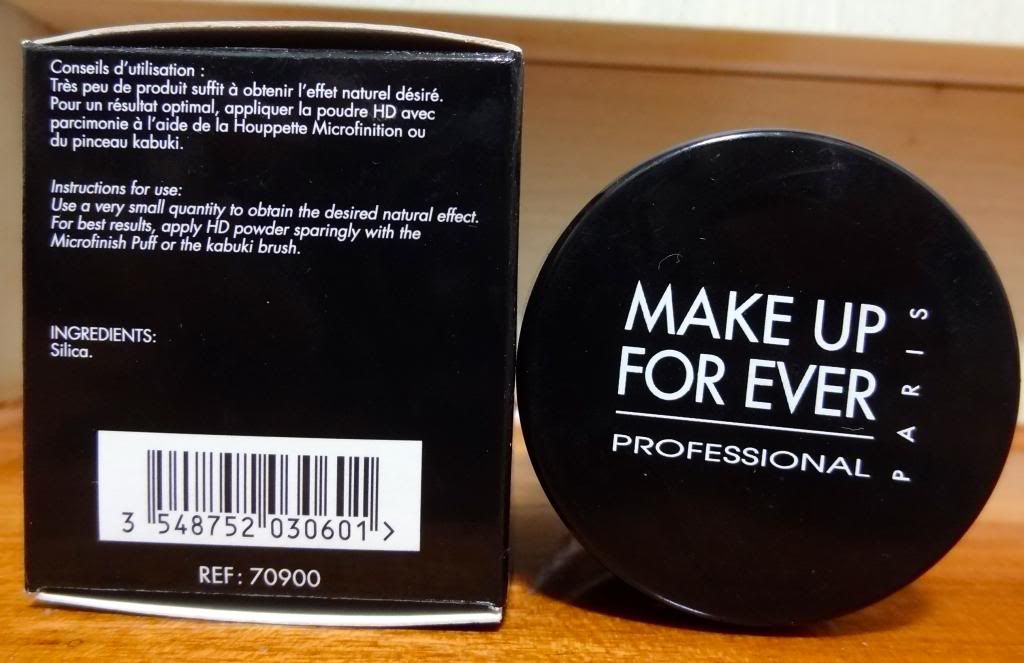 Conseils d'utilisation :
Très peu de produit suffit à obtenir l'effet naturel désiré.
Pour un résultat optimal, appliquer la poudre HD avec
parcimonie à l'aide de la Houppette Microfinition ou
du pinceau kabuki.
Instructions for use:
Use a very small quantity to obtain the desired natural effect.
For best results, apply HD powder sparingly with the
Microfinish Puff or the kabuki brush.
INGREDIENTS:
Silica.
3 548752 030601 >
REF: 70900
MAKE UP
FOR EVER
PROFESSIONAL
PARIS